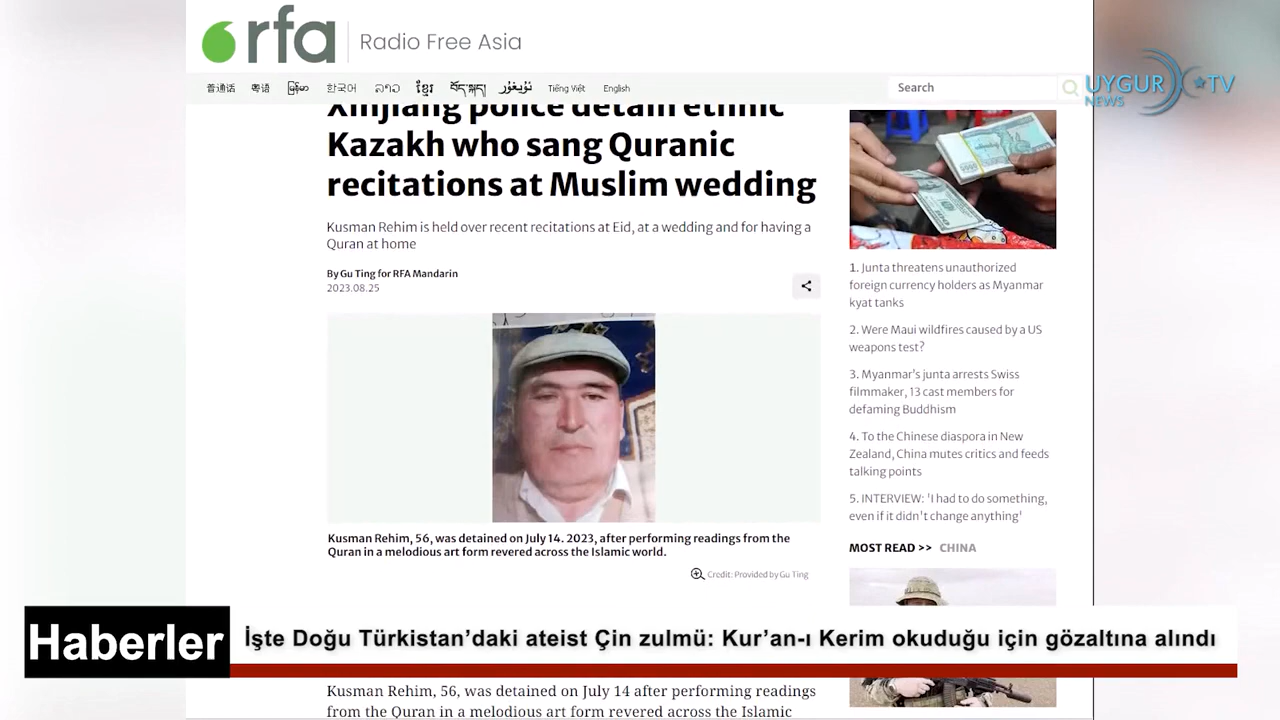 rfa
Radio Free Asia
普通话 粤语 မြန်မာ 한국어 ລາວ ខ្មែរ བོད་སྐད། ئۇيغۇر Tiếng Việt English
Search
UYGUR TV
NEWS
Xinjiang police detain ethnic
Kazakh who sang Quranic
recitations at Muslim wedding
Kusman Rehim is held over recent recitations at Eid, at a wedding and for having a
Quran at home
By Gu Ting for RFA Mandarin
2023.08.25
Kusman Rehim, 56, was detained on July 14. 2023, after performing readings from the
Quran in a melodious art form revered across the Islamic world.
Credit: Provided by Gu Ting
1. Junta threatens unauthorized
foreign currency holders as Myanmar
kyat tanks
2. Were Maui wildfires caused by a US
weapons test?
3. Myanmar's junta arrests Swiss
filmmaker, 13 cast members for
defaming Buddhism
4. To the Chinese diaspora in New
Zealand, China mutes critics and feeds
talking points
5. INTERVIEW: 'I had to do something,
even if it didn't change anything'
MOST READ >> CHINA
Haberler
İşte Doğu Türkistan’daki ateist Çin zulmü: Kur’an-ı Kerim okuduğu için gözaltına alındı
Kusman Rehim, 56, was detained on July 14 after performing readings
from the Quran in a melodious art form revered across the Islamic